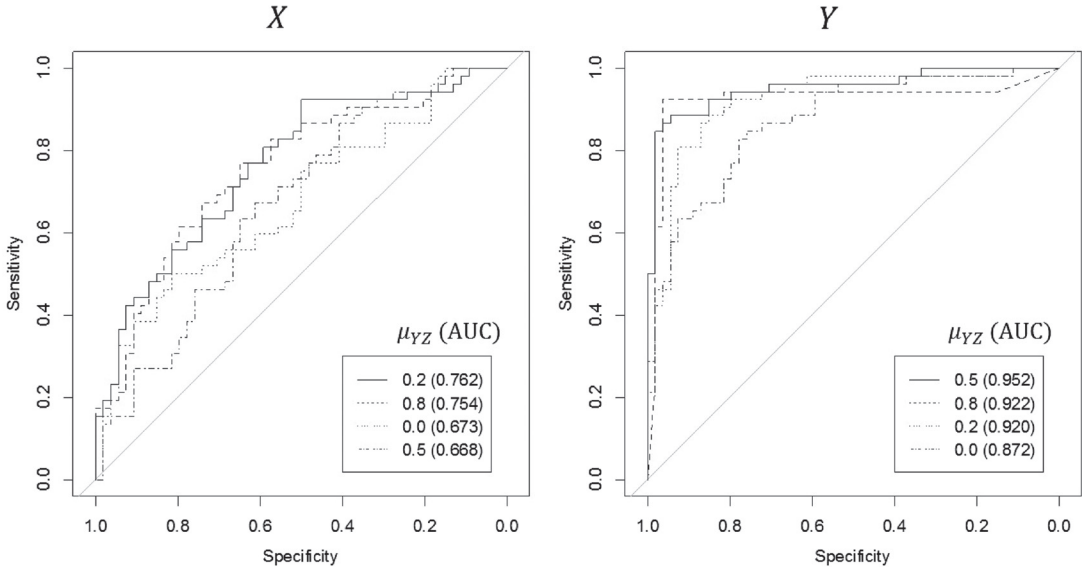 X
Sensitivity
1.0
0.8
0.6
0.4
0.2
0.0
μYZ (AUC)
0.2 (0.762)
0.8 (0.754)
0.0 (0.673)
0.5 (0.668)
1.0 0.8 0.6 0.4 0.2 0.0
Specificity
Y
Sensitivity
1.0
0.8
0.6
0.4
0.2
0.0
μYZ (AUC)
0.5 (0.952)
0.8 (0.922)
0.2 (0.920)
0.0 (0.872)
1.0 0.8 0.6 0.4 0.2 0.0
Specificity